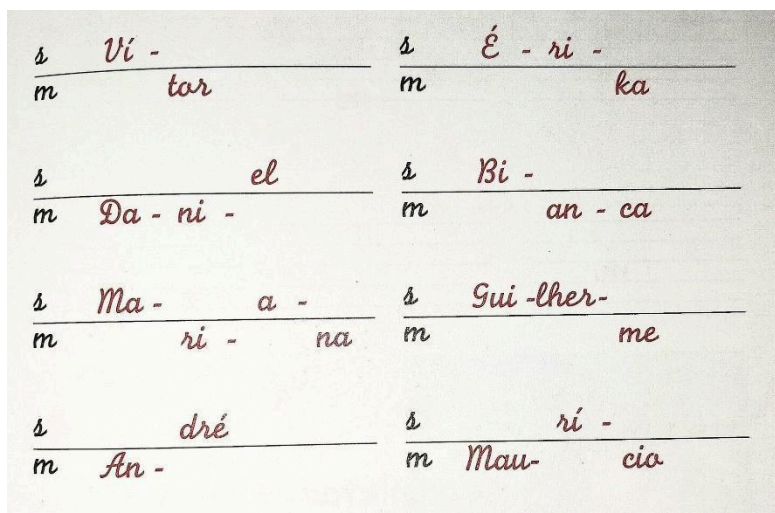 s Ví -
m tor
s É - ri -
m ka
s el
m Da - ni -
s Bi -
m an - ca
s Ma - a -
m ri - na
s Gui -lher-
m me
s dré
m An -
s rí -
m Mau- cio